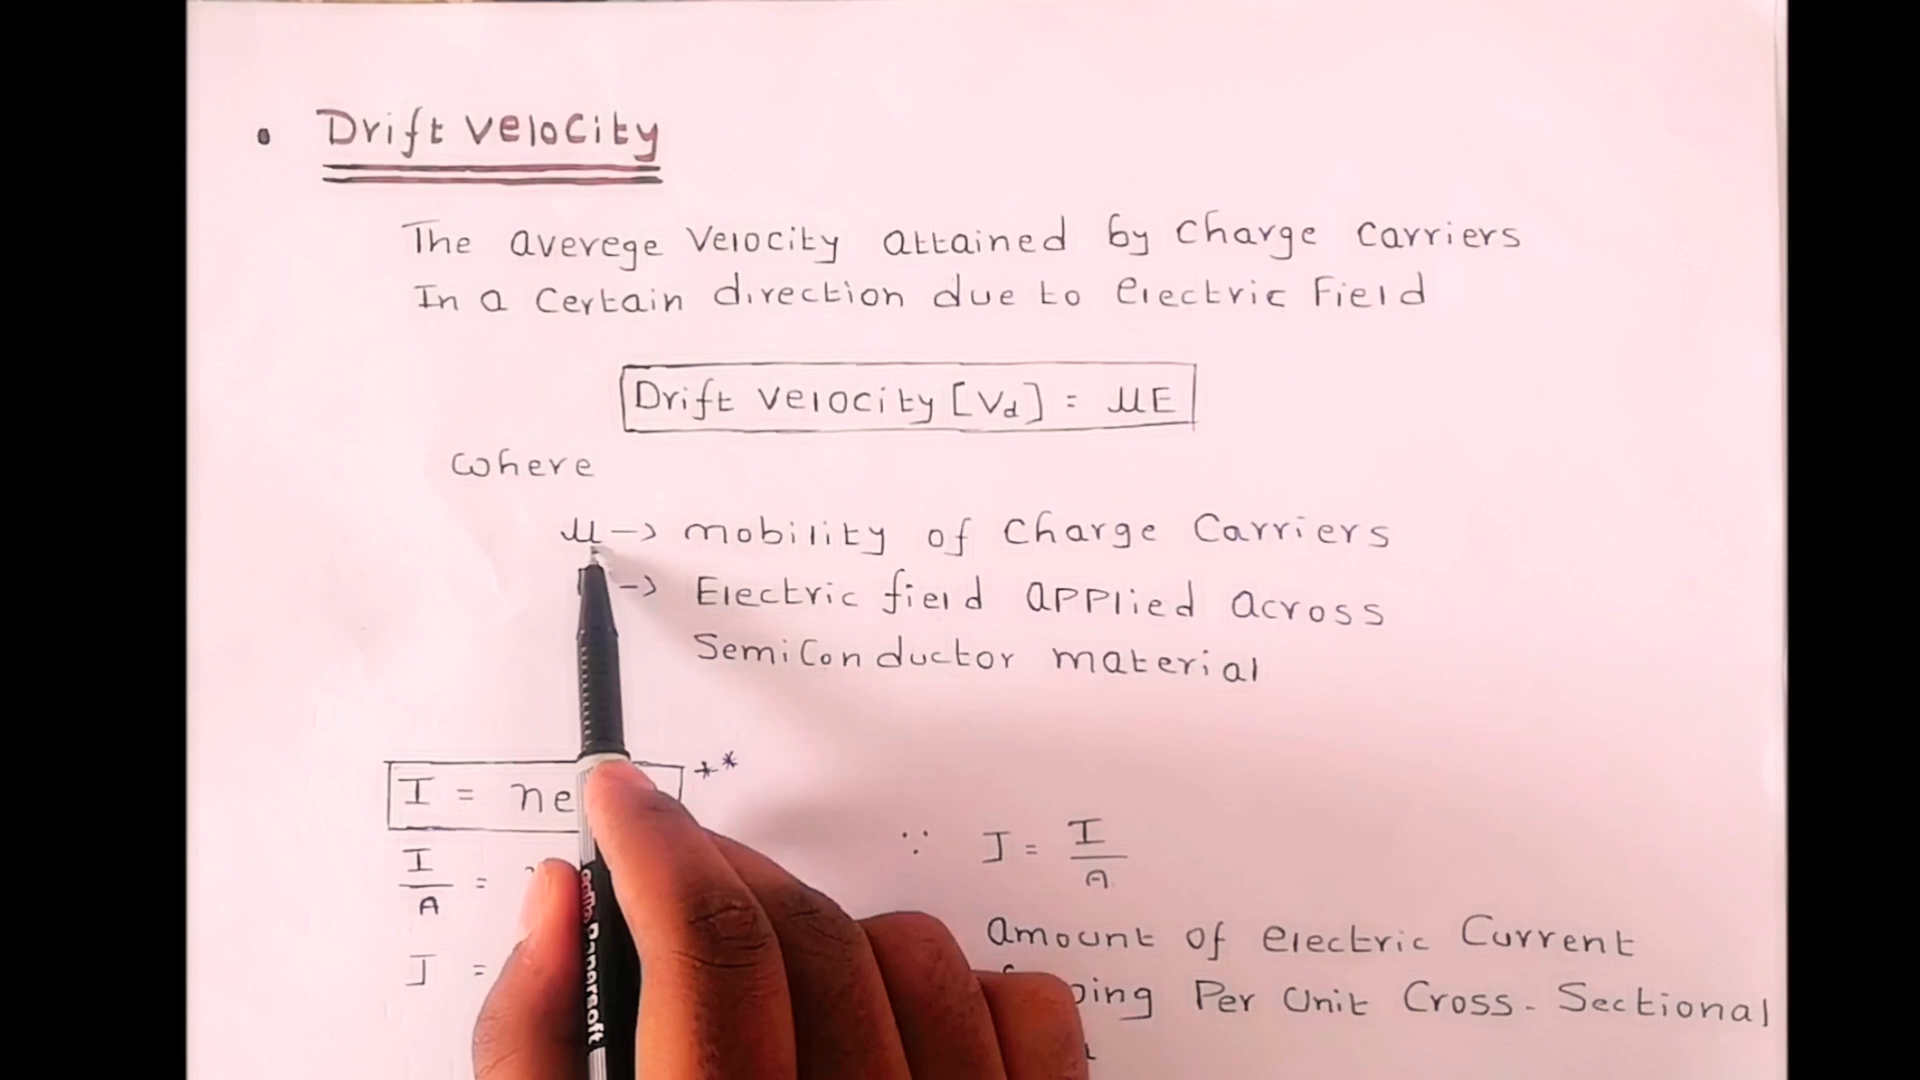 • Drift Velocity
The averege Velocity attained by Charge Carriers
In a Certain direction due to Electric Field
Drift Velocity [Vd] = μE
where
μ -> mobility of Charge Carriers
-> Electric field applied across
SemiConductor material
I = ne **
I/A =
∵ J = I/A
J =
amount of electric Current
Per Unit Cross-Sectional